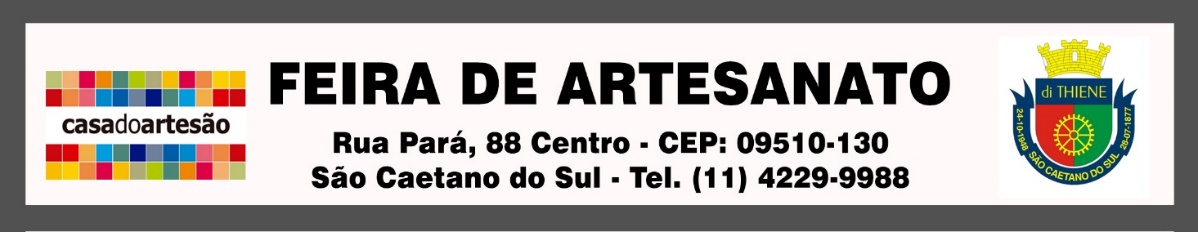 FEIRA DE ARTESANATO
casadoartesão
Rua Pará, 88 Centro - CEP: 09510-130
São Caetano do Sul - Tel. (11) 4229-9988
di THIENE
24-10-1948
SÃO CAETANO DO SUL
28-07-1877